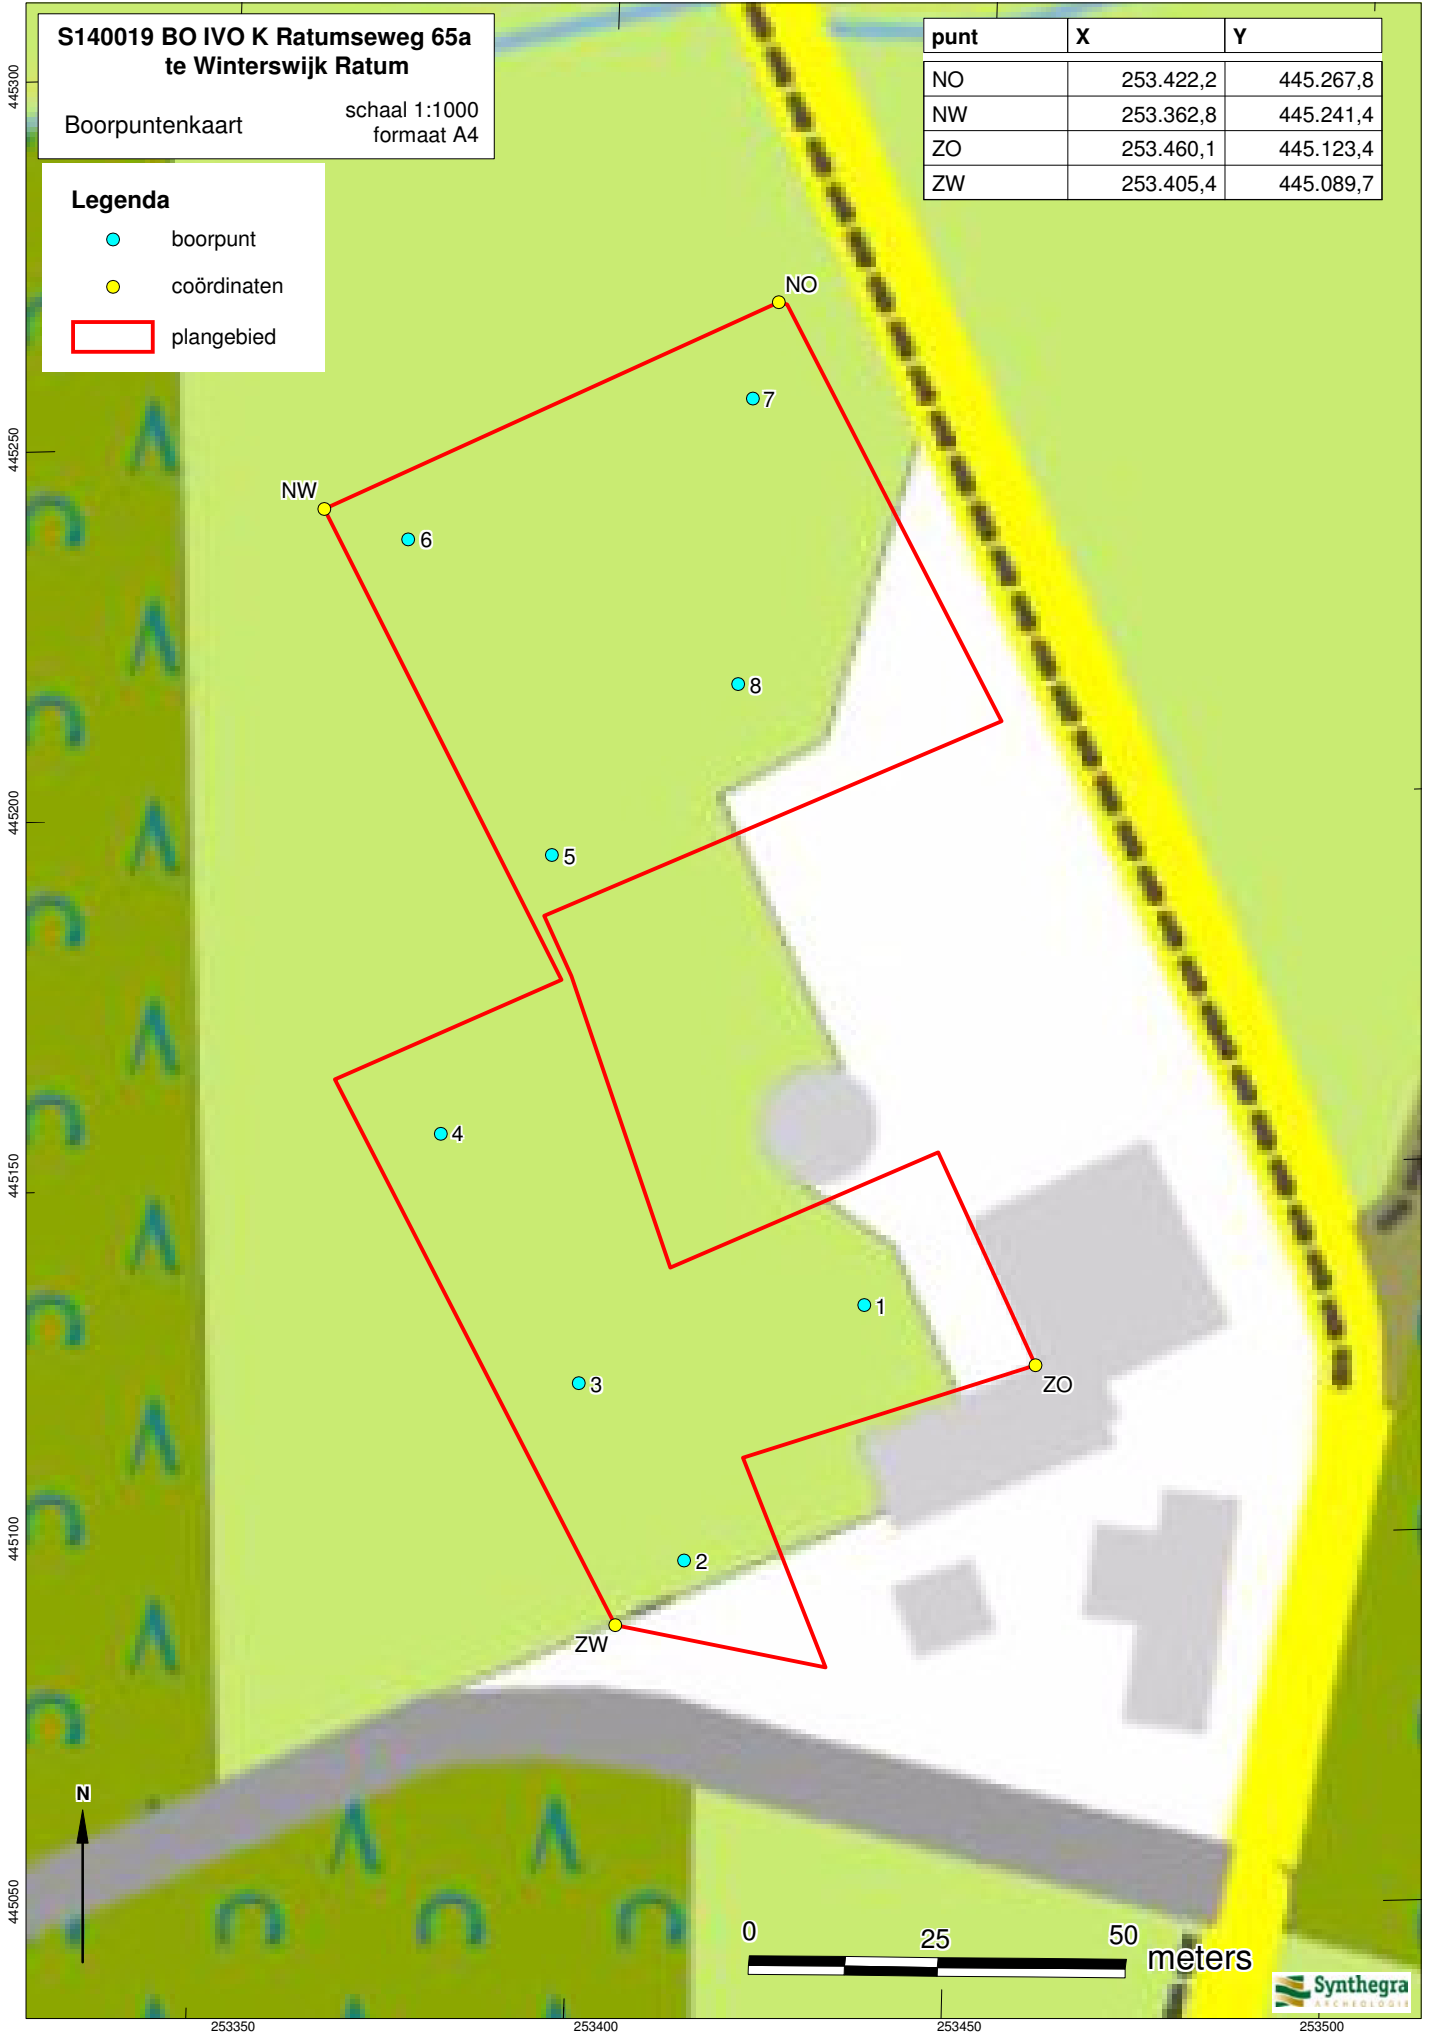 S140019 BO IVO K Ratumseweg 65a
te Winterswijk Ratum
Boorpuntenkaart
schaal 1:1000
formaat A4
punt X Y
NO 253.422,2 445.267,8
NW 253.362,8 445.241,4
ZO 253.460,1 445.123,4
ZW 253.405,4 445.089,7
Legenda
boorpunt
coördinaten
plangebied
NO
7
NW
6
8
5
4
1
3
ZO
2
ZW
N
0 25 50 meters
Synthegra
ARCHEOLOGIE
445300
445250
445200
445150
445100
445050
253350 253400 253450 253500